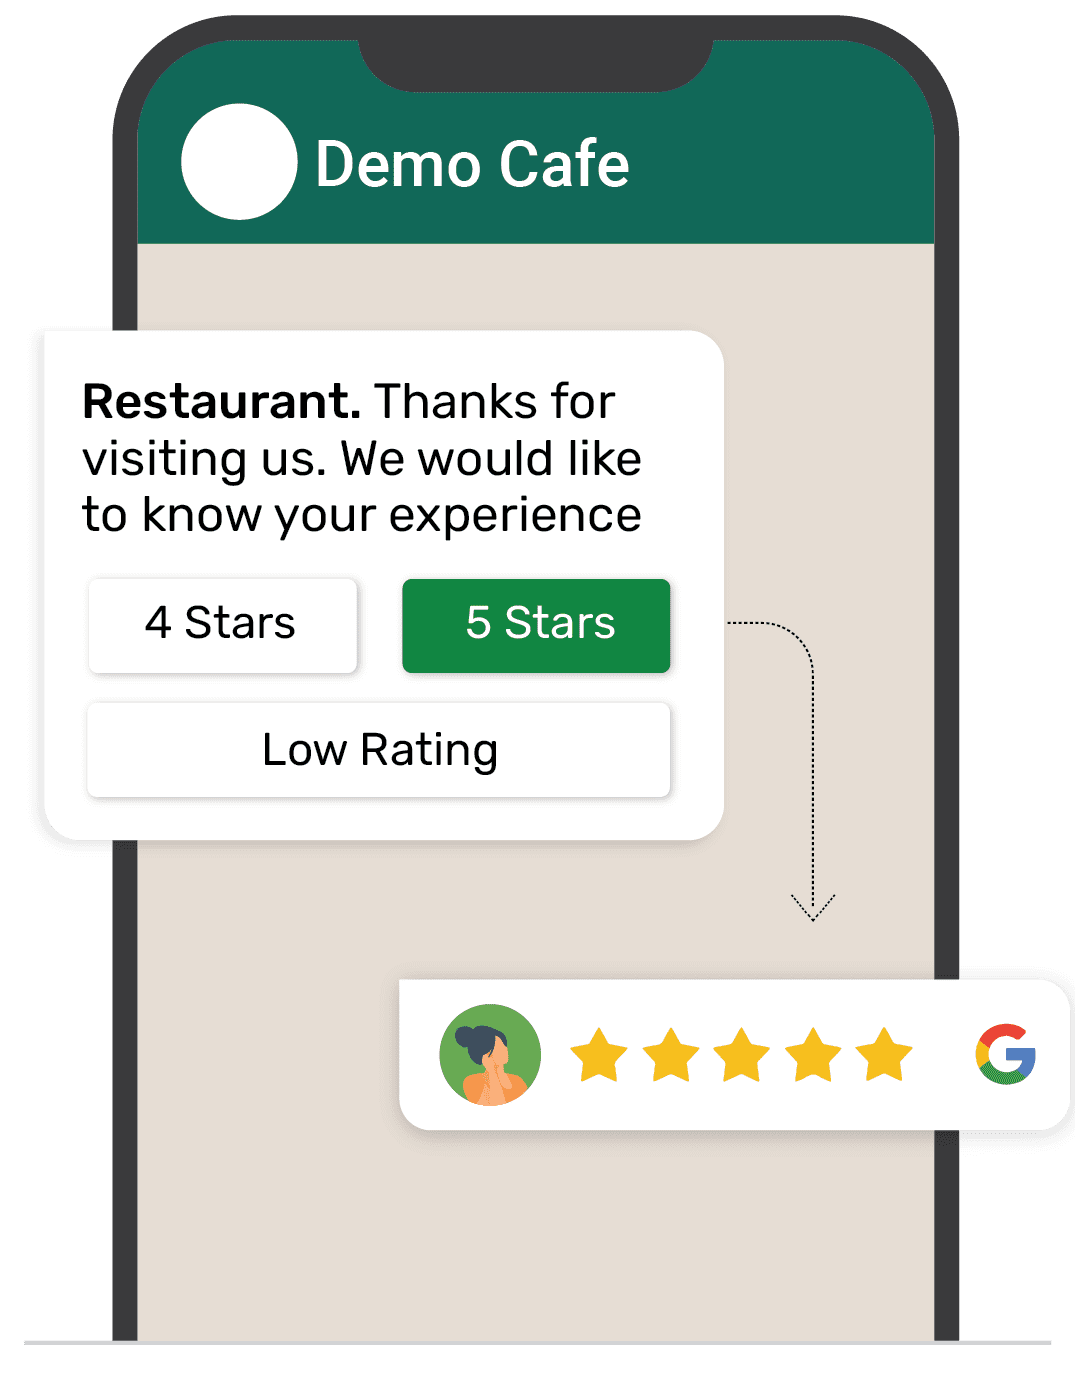 Demo Cafe
Restaurant. Thanks for
visiting us. We would like
to know your experience
4 Stars
5 Stars
Low Rating
G